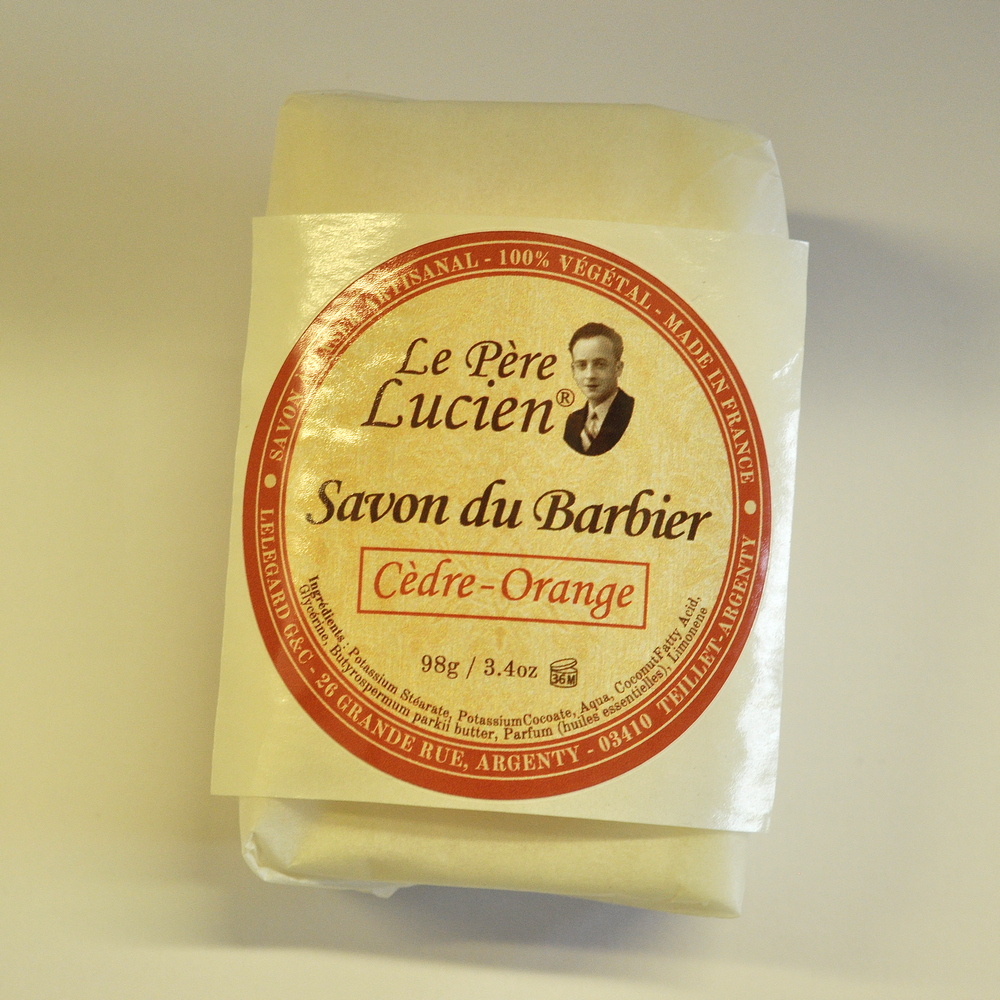 SAVON ARTISANAL - 100% VÉGÉTAL - MADE IN FRANCE
Le Père
Lucien®
Savon du Barbier
Cèdre-Orange
98g / 3.4oz
36M
Ingrédients : Potassium Stéarate, PotassiumCocoate, Aqua, CoconutFatty Acid,
Glycérine, Butyrospermum parkii butter, Parfum (huiles essentielles), Limonene
LELEGARD G&C - 26 GRANDE RUE, ARGENTY - 03410 TEILLET-ARGENTY